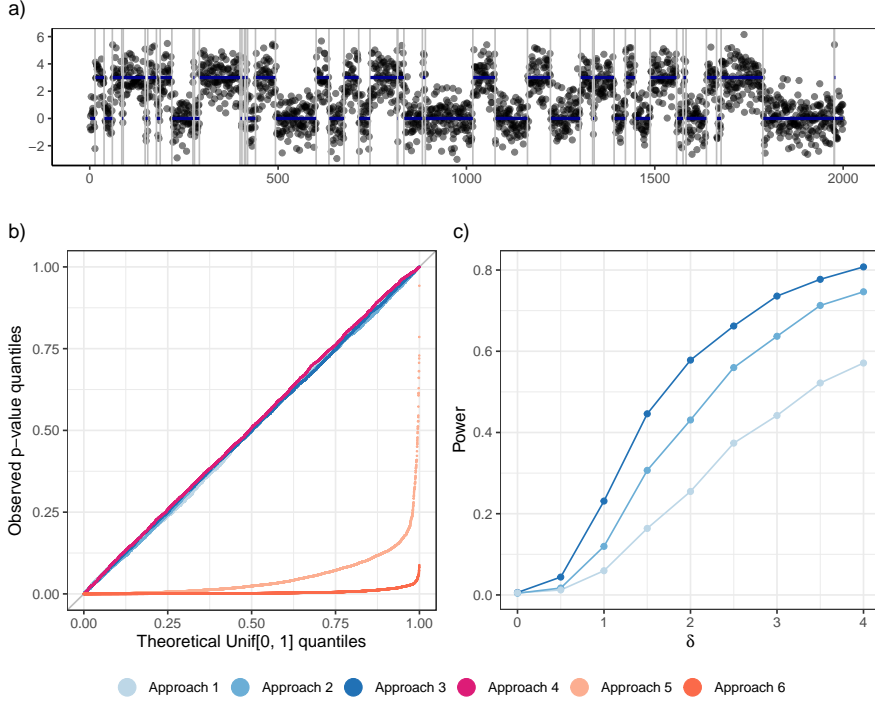 a)
6
4
2
0
−2
0
500
1000
1500
2000
b)
c)
Observed p−value quantiles
1.00
0.75
0.50
0.25
0.00
0.00
0.25
0.50
0.75
1.00
Theoretical Unif[0, 1] quantiles
Power
0.8
0.6
0.4
0.2
0.0
0
1
2
3
4
δ
Approach 1
Approach 2
Approach 3
Approach 4
Approach 5
Approach 6